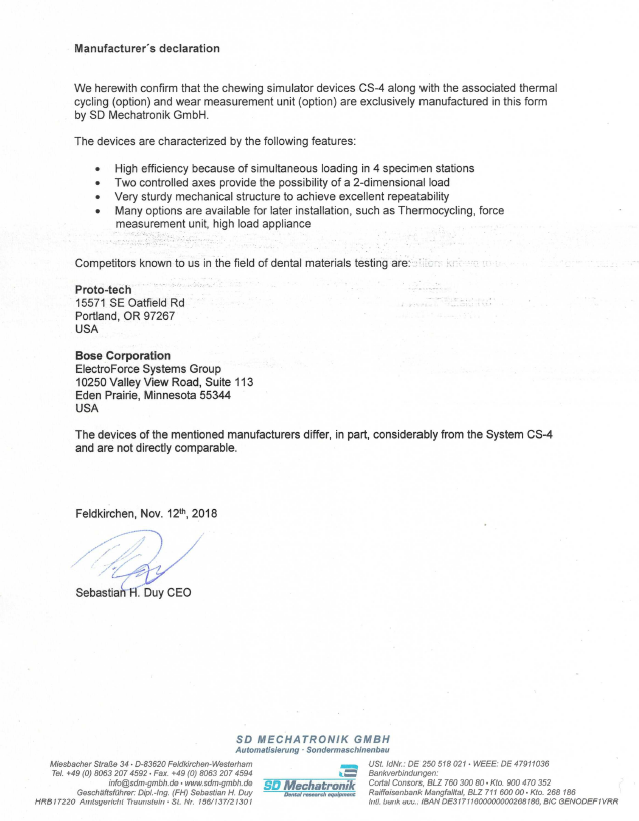 Manufacturer´s declaration
We herewith confirm that the chewing simulator devices CS-4 along with the associated thermal
cycling (option) and wear measurement unit (option) are exclusively manufactured in this form
by SD Mechatronik GmbH.
The devices are characterized by the following features:
• High efficiency because of simultaneous loading in 4 specimen stations
• Two controlled axes provide the possibility of a 2-dimensional load
• Very sturdy mechanical structure to achieve excellent repeatability
• Many options are available for later installation, such as Thermocycling, force
measurement unit, high load appliance
Competitors known to us in the field of dental materials testing are:
Proto-tech
15571 SE Oatfield Rd
Portland, OR 97267
USA
Bose Corporation
ElectroForce Systems Group
10250 Valley View Road, Suite 113
Eden Prairie, Minnesota 55344
USA
The devices of the mentioned manufacturers differ, in part, considerably from the System CS-4
and are not directly comparable.
Feldkirchen, Nov. 12th, 2018
Sebastian H. Duy CEO
SD MECHATRONIK GMBH
Automatisierung · Sondermaschinenbau
Miesbacher Straße 34 · D-83620 Feldkirchen-Westerham
Tel. +49 (0) 8063 207 4592 · Fax. +49 (0) 8063 207 4594
info@sdm-gmbh.de · www.sdm-gmbh.de
Geschäftsführer: Dipl.-Ing. (FH) Sebastian H. Duy
HRB17220 Amtsgericht Traunstein · St. Nr. 156/137/21301
SD Mechatronik
Dental research equipment
USt. IdNr.: DE 250 518 021 · WEEE: DE 47911036
Bankverbindungen:
Cortal Consors, BLZ 760 300 80 · Kto. 900 470 352
Raiffeisenbank Mangfalltal, BLZ 711 600 00 · Kto. 268 186
Intl. bank acc.: IBAN DE31711600000000268186, BIC GENODEF1VRR